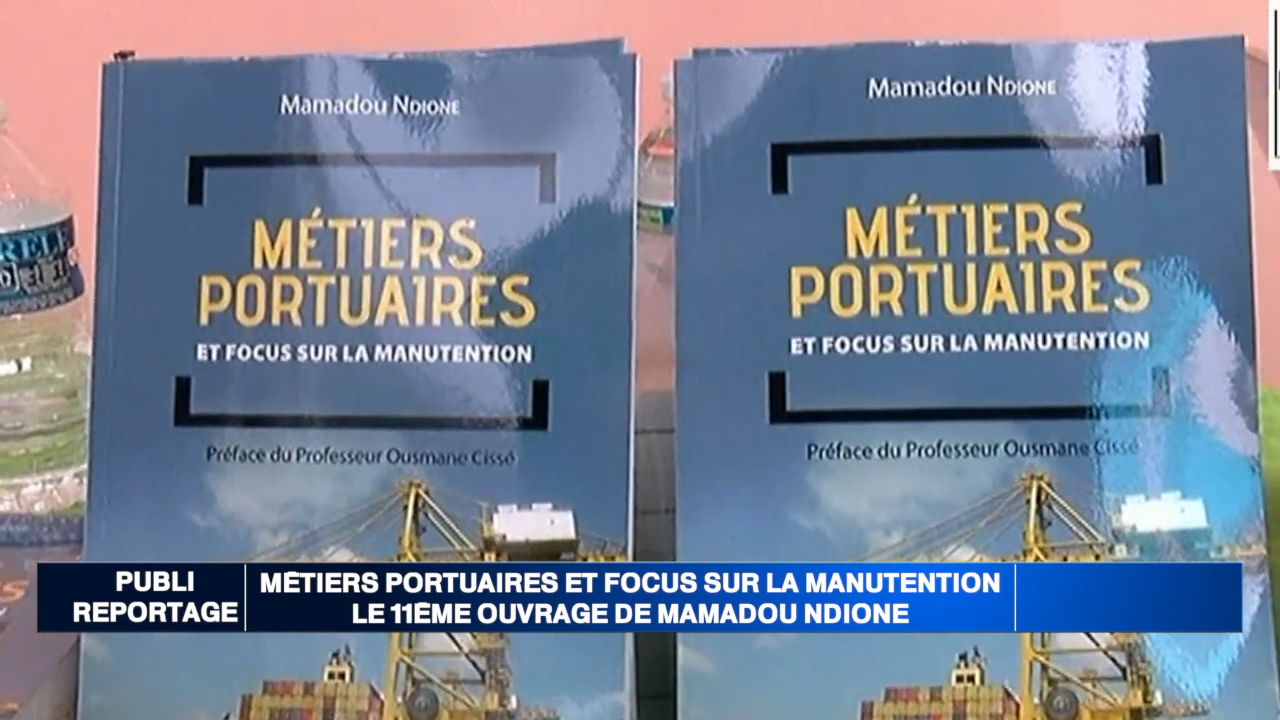 Mamadou Ndione
MÉTIERS
PORTUAIRES
ET FOCUS SUR LA MANUTENTION
Préface du Professeur Ousmane Cissé
Mamadou Ndione
MÉTIERS
PORTUAIRES
ET FOCUS SUR LA MANUTENTION
Préface du Professeur Ousmane Cissé
PUBLI
REPORTAGE
MÉTIERS PORTUAIRES ET FOCUS SUR LA MANUTENTION
LE 11ÉME OUVRAGE DE MAMADOU NDIONE